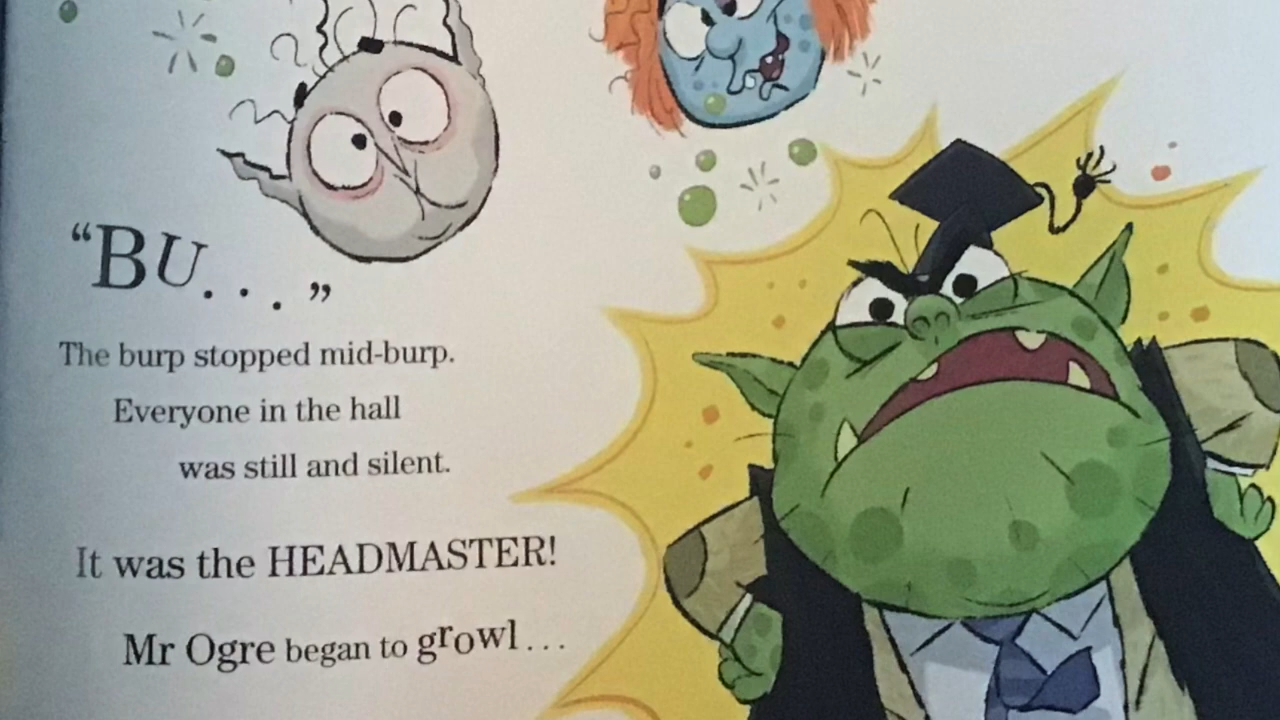 “BU. . . ”
The burp stopped mid-burp.
Everyone in the hall
was still and silent.
It was the HEADMASTER!
Mr Ogre began to growl . . .